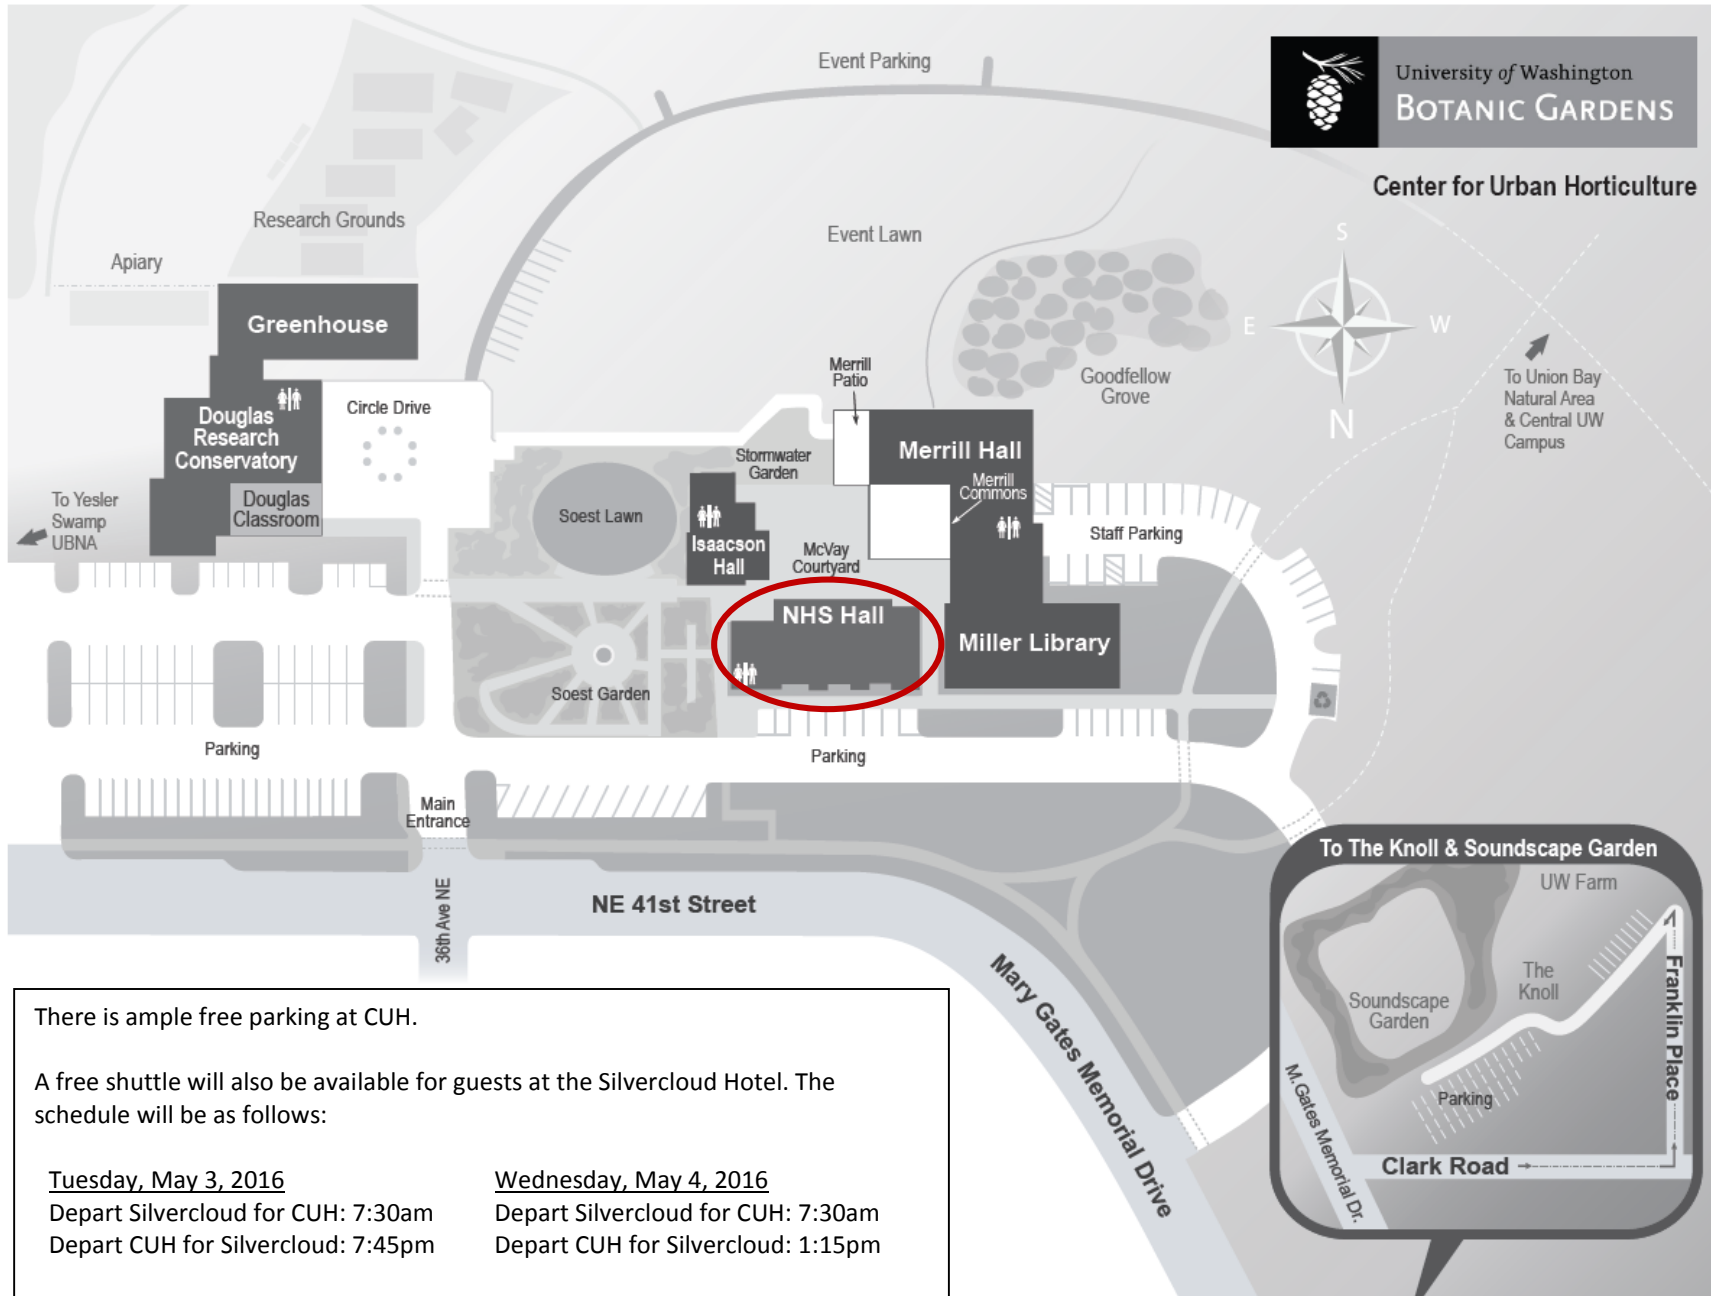 Event Parking
University of Washington
BOTANIC GARDENS
Center for Urban Horticulture
Research Grounds
Event Lawn
S
Apiary
Greenhouse
E
W
N
Merrill
Patio
Goodfellow
Grove
To Union Bay
Natural Area
& Central UW
Campus
Douglas
Research
Conservatory
Circle Drive
Merrill Hall
Stormwater
Garden
Merrill
Commons
To Yesler
Swamp
UBNA
Douglas
Classroom
Soest Lawn
Isaacson
Hall
Staff Parking
McVay
Courtyard
NHS Hall
Miller Library
Soest Garden
Parking
Parking
Main
Entrance
36th Ave NE
NE 41st Street
Mary Gates Memorial Drive
To The Knoll & Soundscape Garden
UW Farm
The
Knoll
Franklin Place
Soundscape
Garden
Parking
M.Gates Memorial Dr.
Clark Road
There is ample free parking at CUH.
A free shuttle will also be available for guests at the Silvercloud Hotel. The
schedule will be as follows:
Tuesday, May 3, 2016
Depart Silvercloud for CUH: 7:30am
Depart CUH for Silvercloud: 7:45pm
Wednesday, May 4, 2016
Depart Silvercloud for CUH: 7:30am
Depart CUH for Silvercloud: 1:15pm